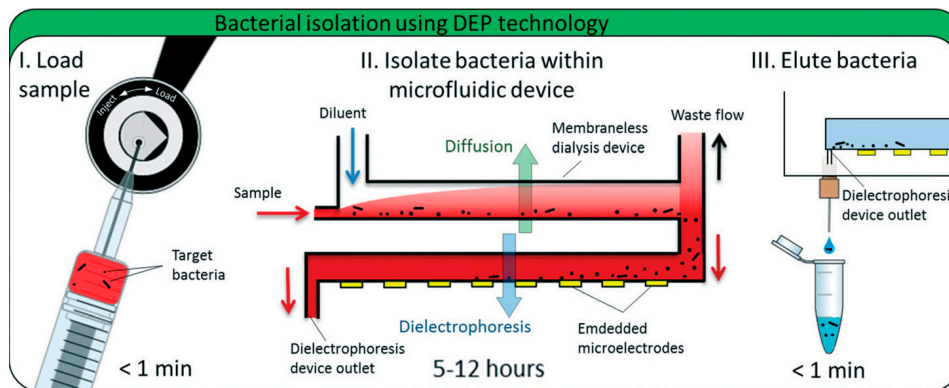 Bacterial isolation using DEP technology
I. Load
sample
Inject
Load
Target
bacteria
< 1 min
II. Isolate bacteria within
microfluidic device
Diluent
Sample
Diffusion
Membraneless
dialysis device
Waste flow
Dielectrophoresis
Dielectrophoresis
device outlet
Emdedded
microelectrodes
5-12 hours
III. Elute bacteria
Dielectrophoresis
device outlet
< 1 min